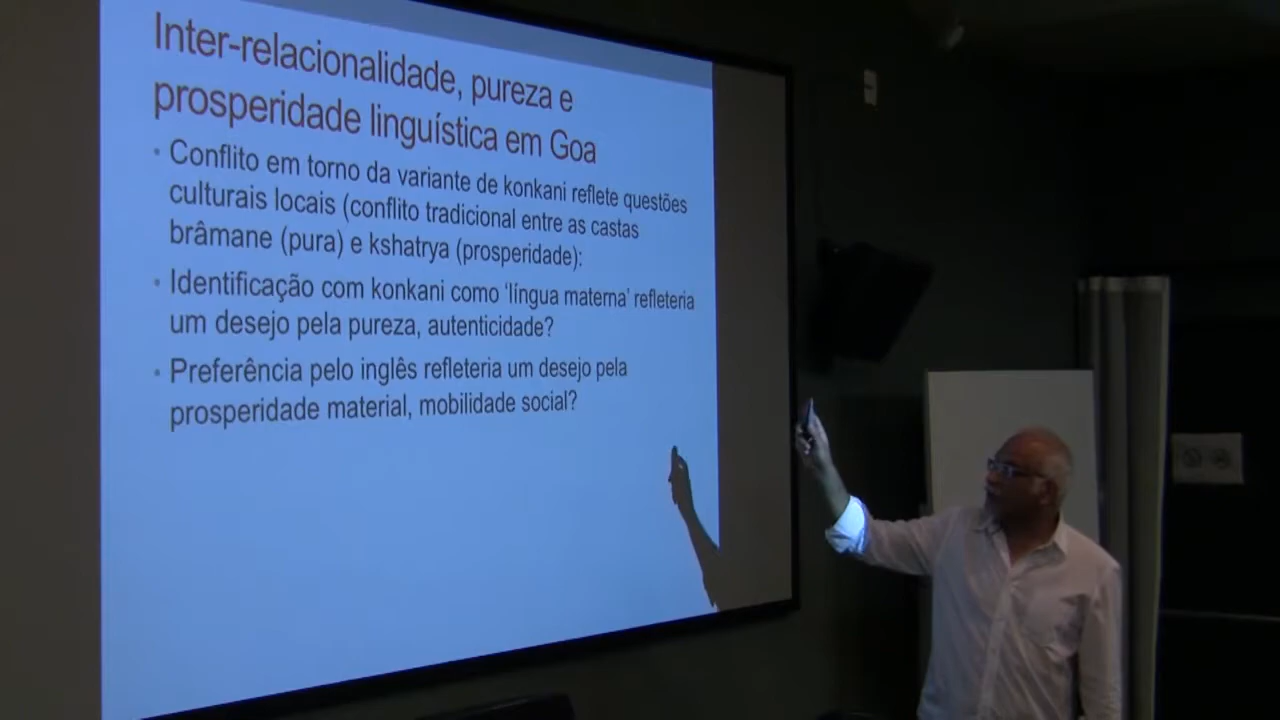 Inter-relacionalidade, pureza e
prosperidade linguística em Goa
• Conflito em torno da variante de konkani reflete questões
culturais locais (conflito tradicional entre as castas
brâmane (pura) e kshatrya (prosperidade):
• Identificação com konkani como 'língua materna' refleteria
um desejo pela pureza, autenticidade?
• Preferência pelo inglês refleteria um desejo pela
prosperidade material, mobilidade social?